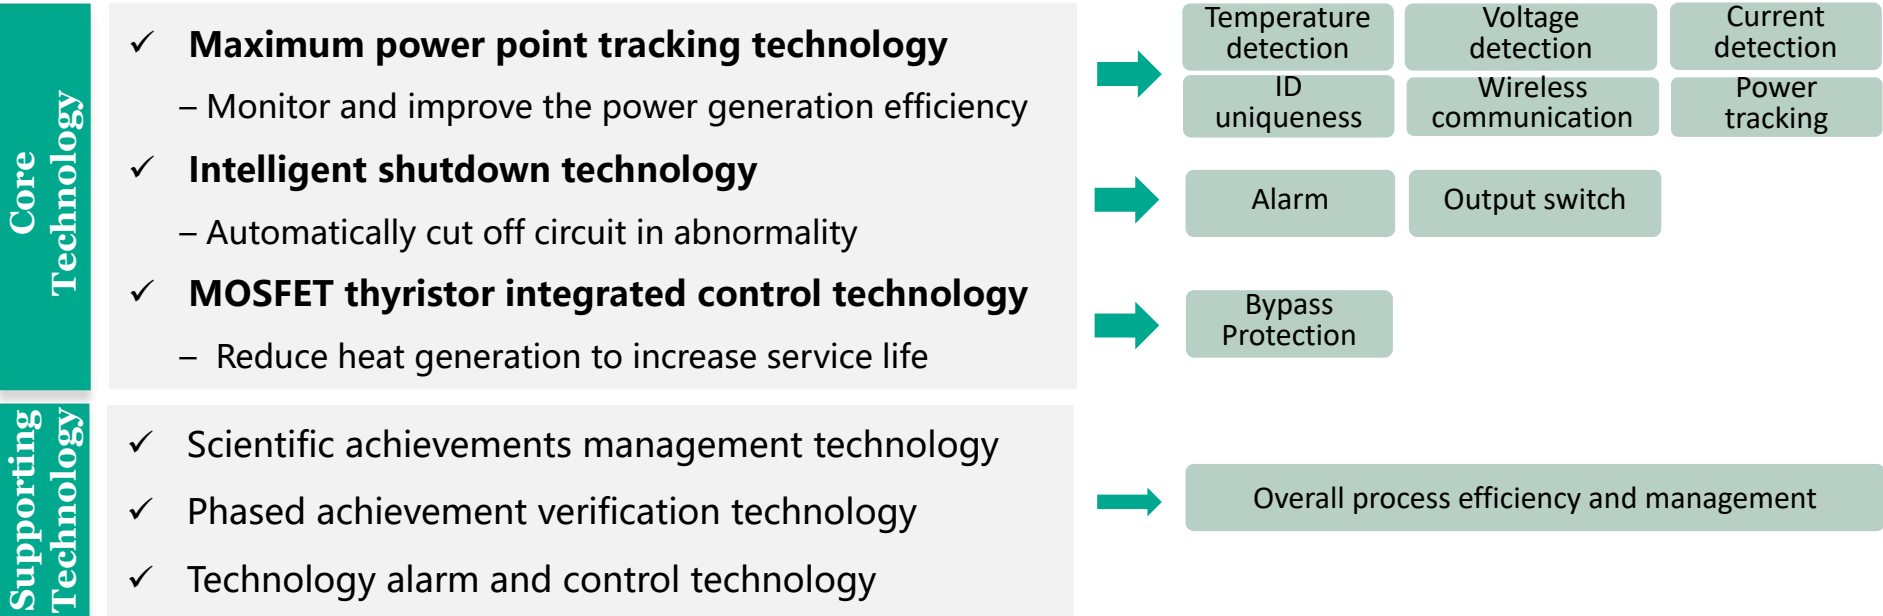 Core
Technology
✓ Maximum power point tracking technology
– Monitor and improve the power generation efficiency
✓ Intelligent shutdown technology
– Automatically cut off circuit in abnormality
✓ MOSFET thyristor integrated control technology
– Reduce heat generation to increase service life
Temperature
detection
Voltage
detection
Current
detection
ID
uniqueness
Wireless
communication
Power
tracking
Alarm
Output switch
Bypass
Protection
Supporting
Technology
✓ Scientific achievements management technology
✓ Phased achievement verification technology
✓ Technology alarm and control technology
Overall process efficiency and management